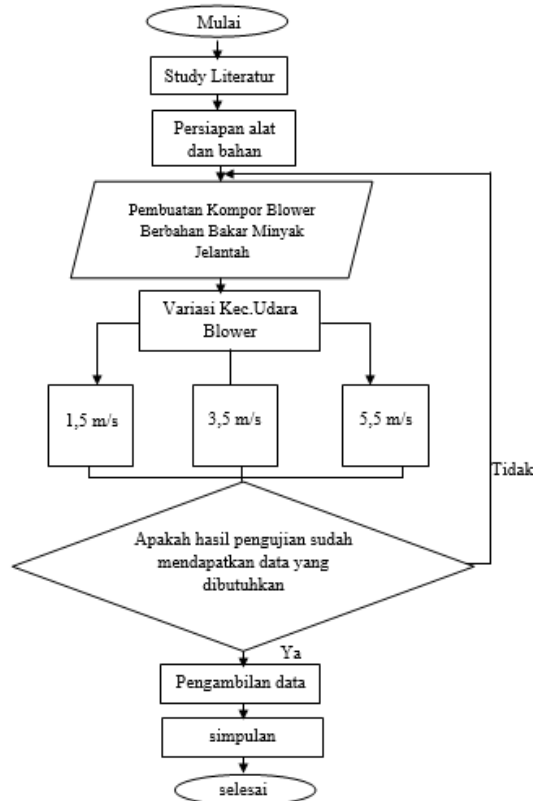 Mulai
Study Literatur
Persiapan alat
dan bahan
Pembuatan Kompor Blower
Berbahan Bakar Minyak
Jelantah
Variasi Kec.Udara
Blower
1,5 m/s
3,5 m/s
5,5 m/s
Tidak
Apakah hasil pengujian sudah
mendapatkan data yang
dibutuhkan
Ya
Pengambilan data
simpulan
selesai